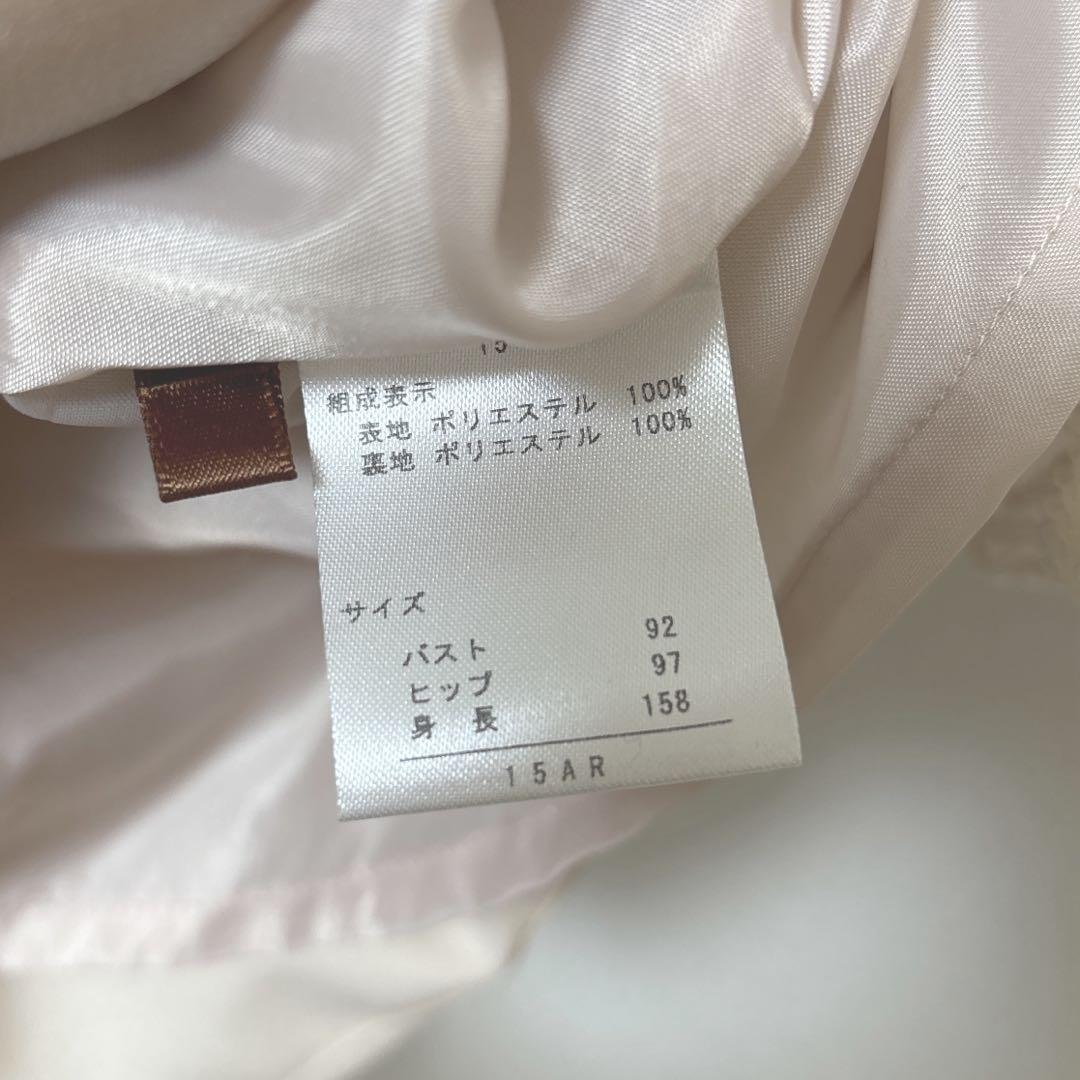 15
組成表示
表地 ポリエステル 100%
裏地 ポリエステル 100%
サイズ
バスト 92
ヒップ 97
身 長 158
15AR